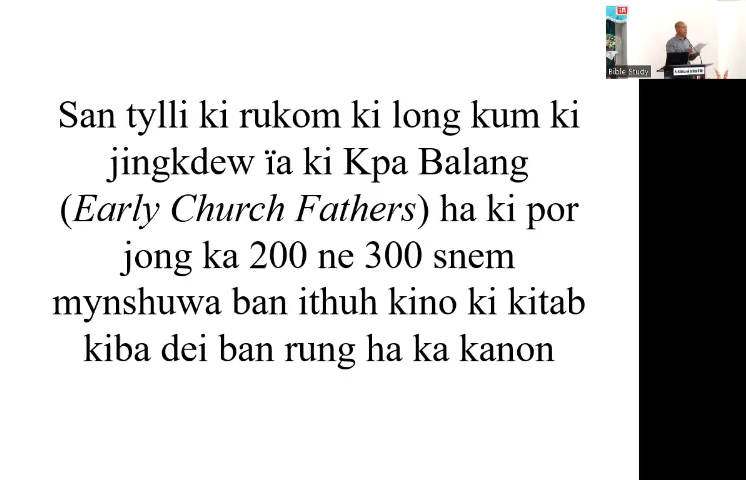 San tylli ki rukom ki long kum ki
jingkdew ïa ki Kpa Balang
(Early Church Fathers) ha ki por
jong ka 200 ne 300 snem
mynshuwa ban ithuh kino ki kitab
kiba dei ban rung ha ka kanon
Bible Study